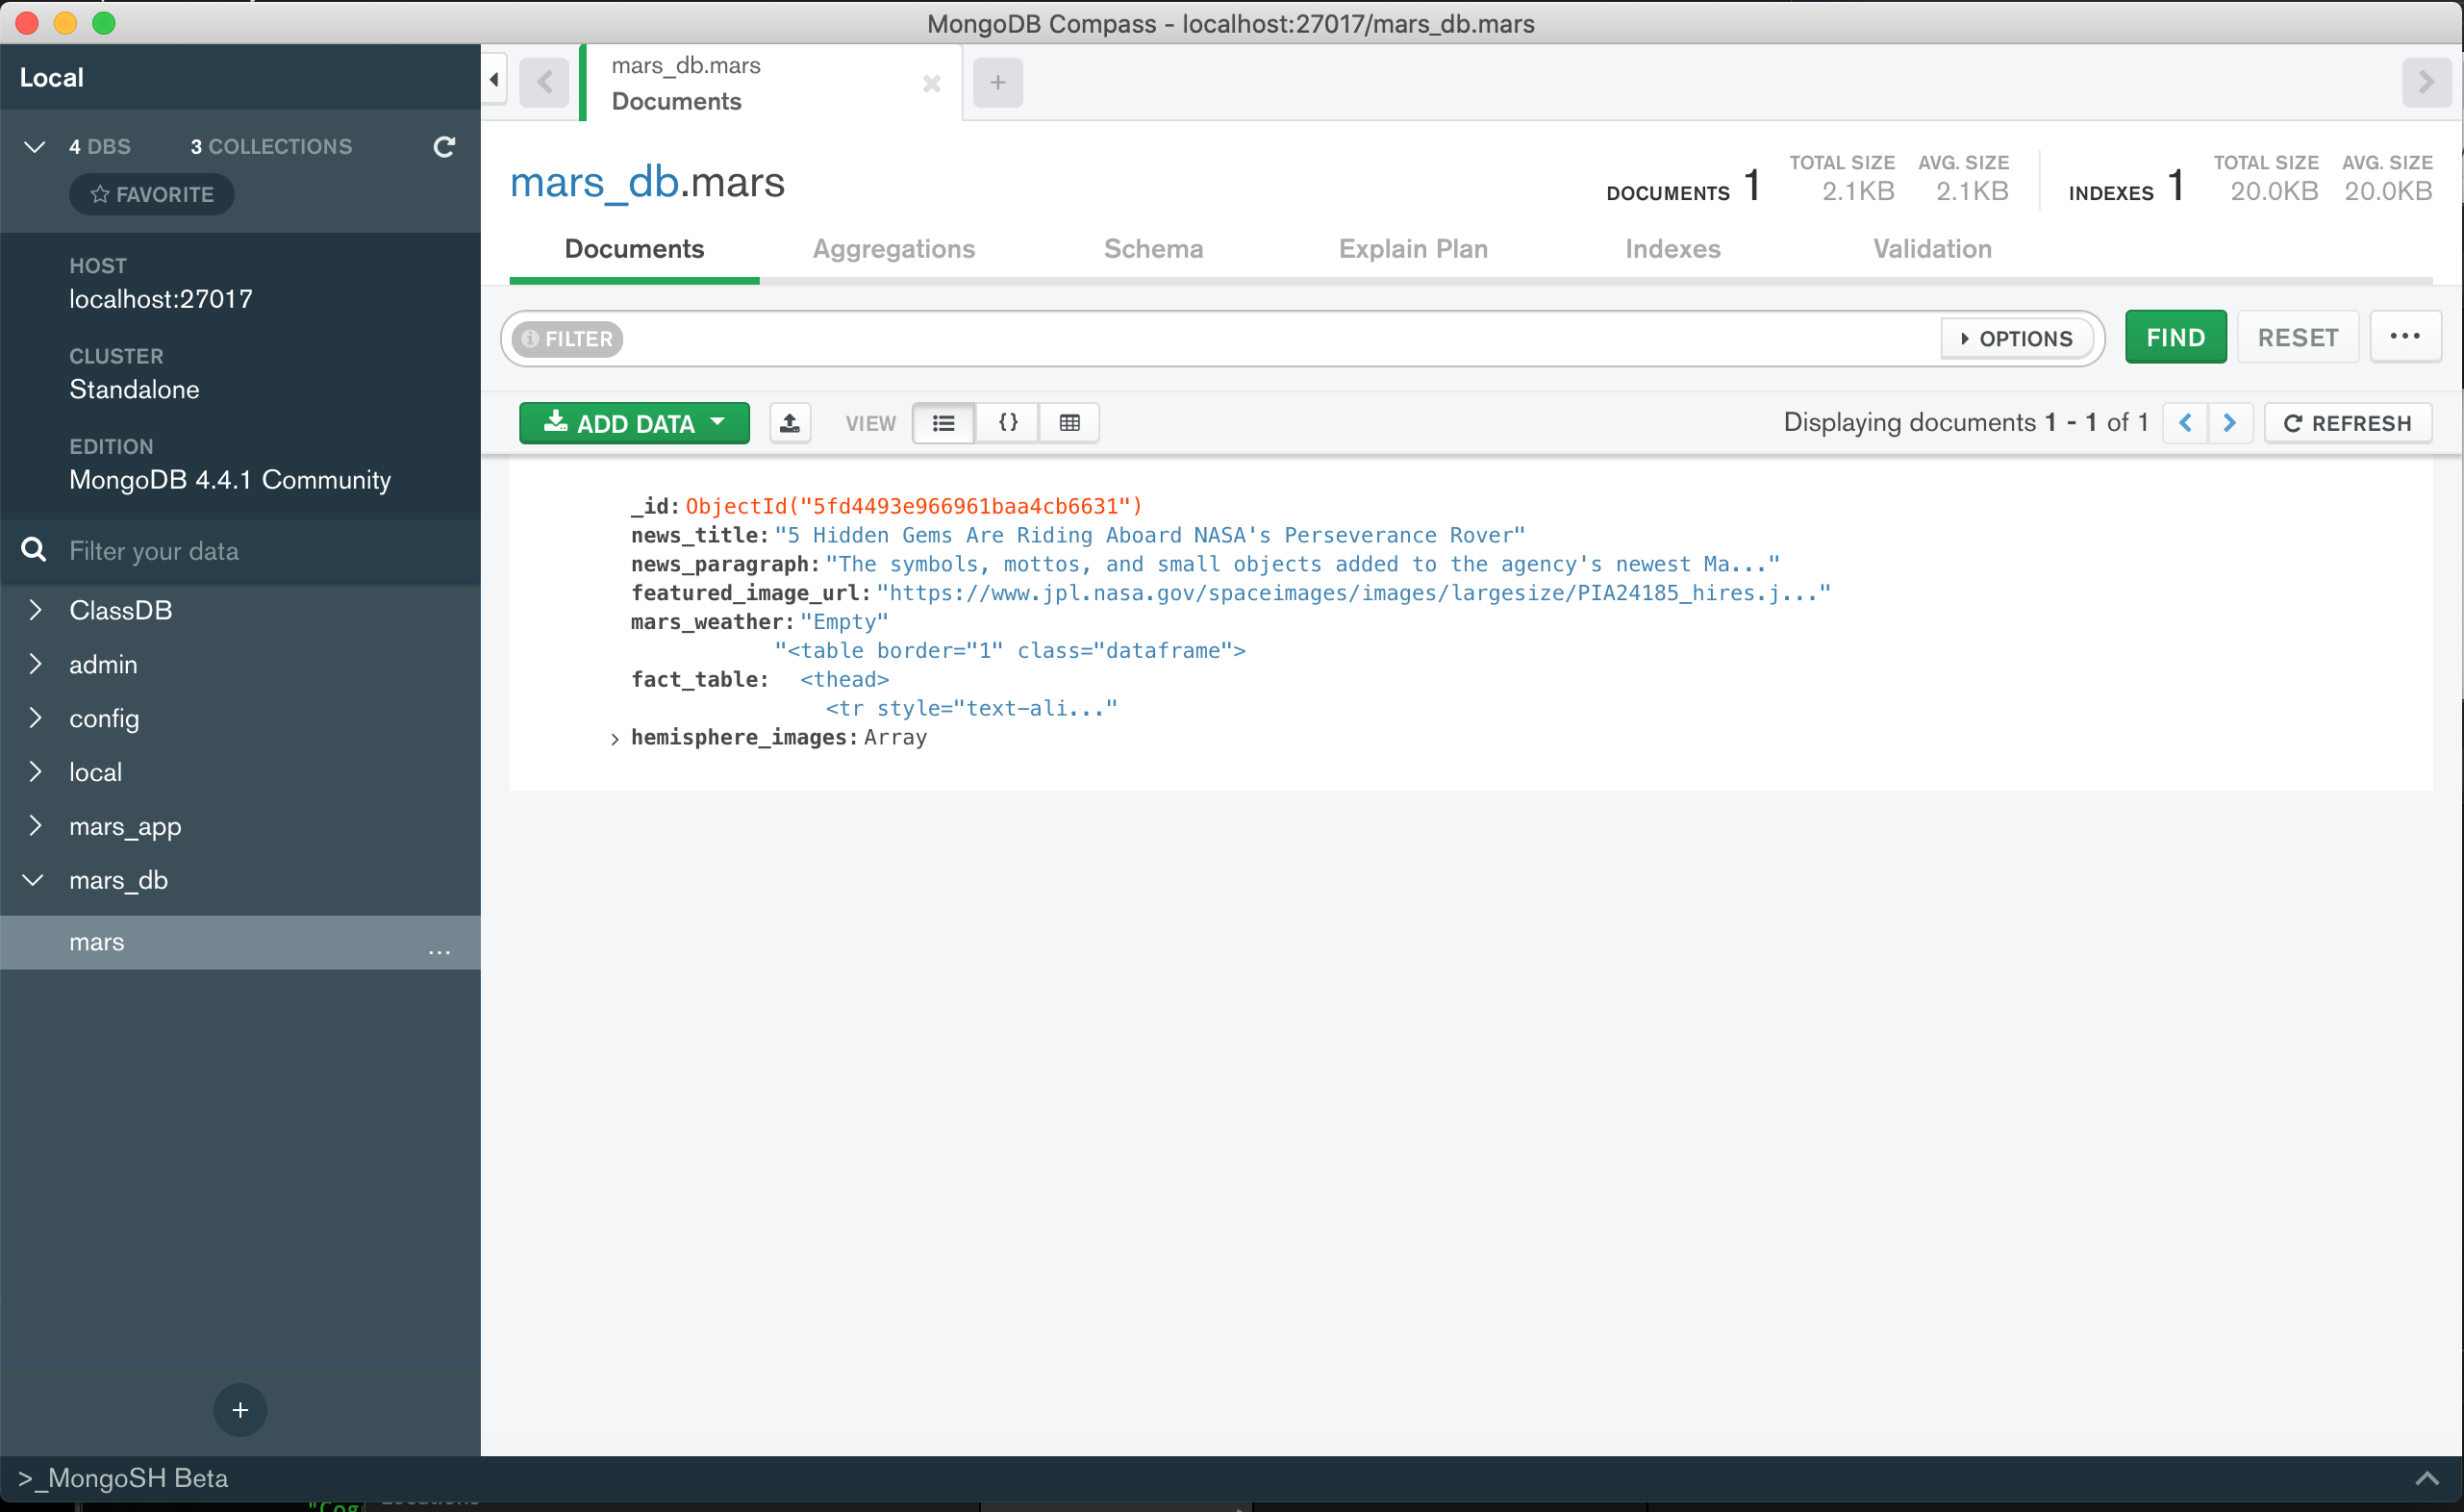 MongoDB Compass - localhost:27017/mars_db.mars
Local
4 DBS 3 COLLECTIONS
FAVORITE
HOST
localhost:27017
CLUSTER
Standalone
EDITION
MongoDB 4.4.1 Community
Filter your data
ClassDB
admin
config
local
mars_app
mars_db
mars ...
mars_db.mars
Documents
mars_db.mars
DOCUMENTS 1 TOTAL SIZE 2.1KB AVG. SIZE 2.1KB INDEXES 1 TOTAL SIZE 20.0KB AVG. SIZE 20.0KB
Documents Aggregations Schema Explain Plan Indexes Validation
FILTER OPTIONS FIND RESET ...
ADD DATA VIEW {} Displaying documents 1 - 1 of 1 REFRESH
_id: ObjectId("5fd4493e966961baa4cb6631")
news_title: "5 Hidden Gems Are Riding Aboard NASA's Perseverance Rover"
news_paragraph: "The symbols, mottos, and small objects added to the agency's newest Ma..."
featured_image_url: "https://www.jpl.nasa.gov/spaceimages/images/largesize/PIA24185_hires.j..."
mars_weather: "Empty"
"<table border="1" class="dataframe">
fact_table: <thead>
<tr style="text-ali..."
hemisphere_images: Array
>_MongoSH Beta
"Cog